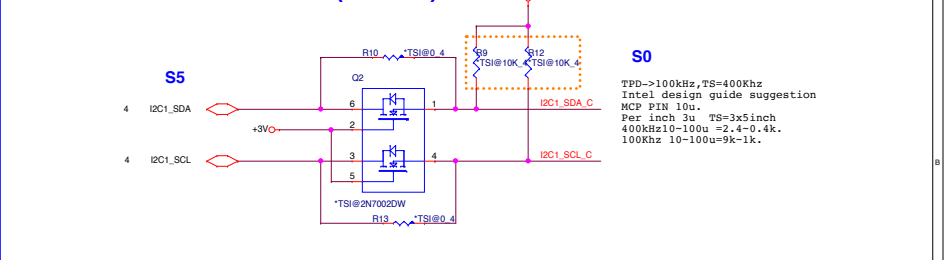 R10
*TSI@0_4
R9
*TSI@10K_4
R12
*TSI@10K_4
S5
S0
Q2
4 I2C1_SDA
6
1
I2C1_SDA_C
+3V
2
4 I2C1_SCL
3
4
I2C1_SCL_C
5
*TSI@2N7002DW
R13
*TSI@0_4
TPD->100kHz,TS=400Khz
Intel design guide suggestion
MCP PIN 10u.
Per inch 3u TS=3x5inch
400kHz10-100u =2.4-0.4k.
100Khz 10-100u=9k-1k.
B